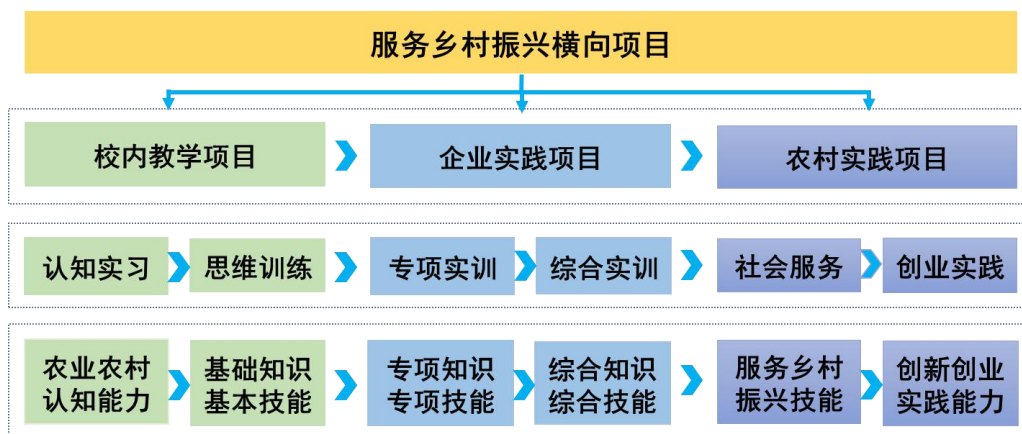 服务乡村振兴横向项目
校内教学项目
企业实践项目
农村实践项目
认知实习
思维训练
专项实训
综合实训
社会服务
创业实践
农业农村
认知能力
基础知识
基本技能
专项知识
专项技能
综合知识
综合技能
服务乡村
振兴技能
创新创业
实践能力